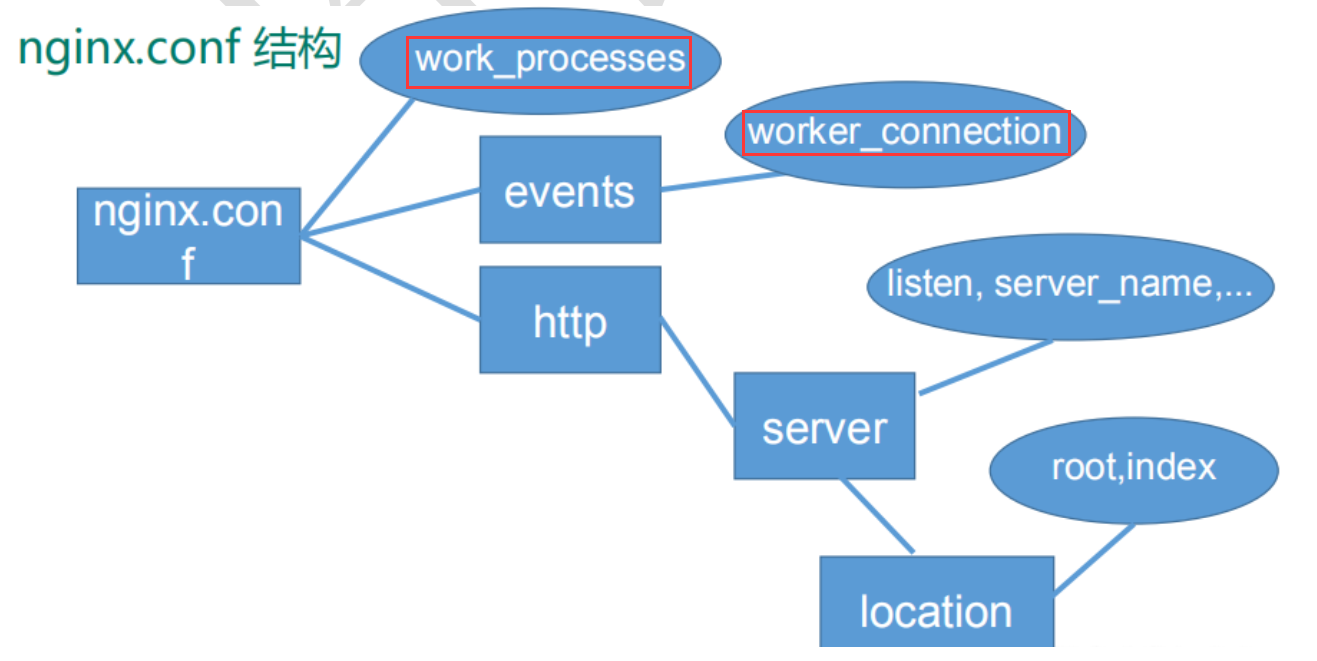 nginx.conf 结构
work_processes
worker_connection
events
nginx.con
f
listen, server_name,...
http
server
root,index
location